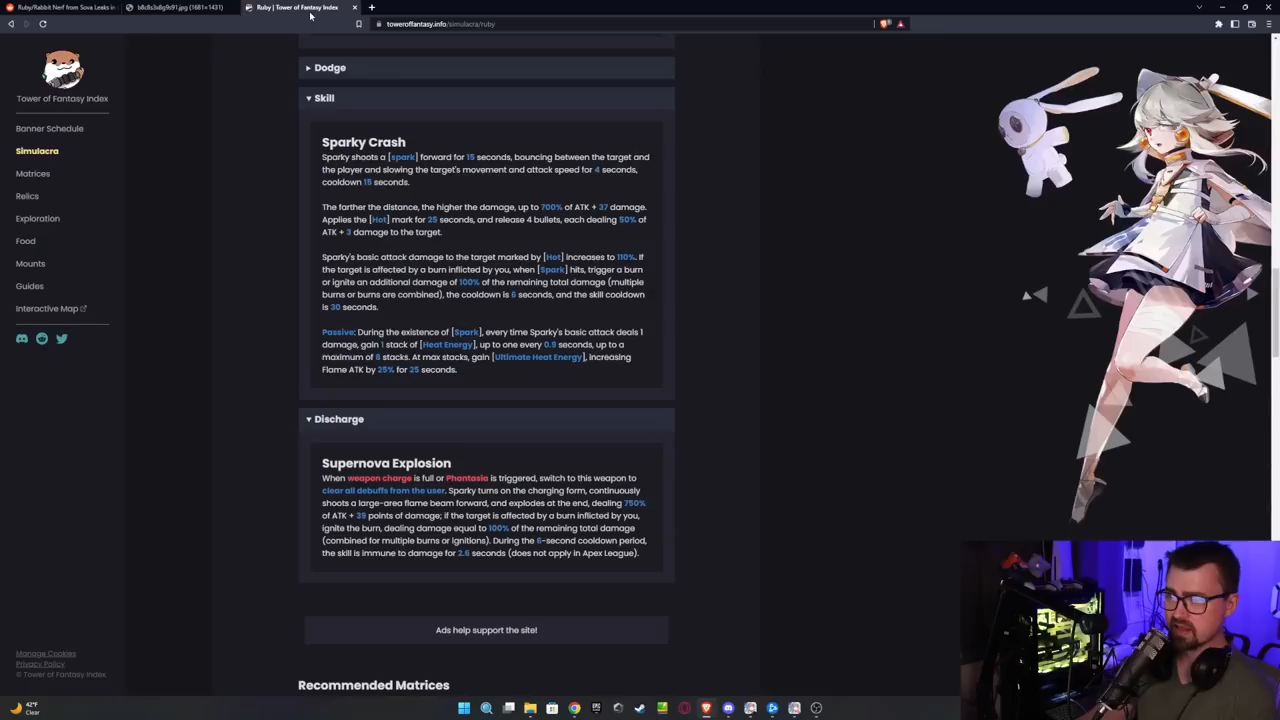 Ruby/Rabbit Nerf from Sova Leaks in
b8c8s3x8g9t91.jpg (1681×1431)
Ruby | Tower of Fantasy Index
toweroffantasy.info/simulacra/ruby
Tower of Fantasy Index
Banner Schedule
Simulacra
Matrices
Relics
Exploration
Food
Mounts
Guides
Interactive Map
Dodge
Skill
Sparky Crash
Sparky shoots a [spark] forward for 15 seconds, bouncing between the target and
the player and slowing the target's movement and attack speed for 4 seconds,
cooldown 15 seconds.
The farther the distance, the higher the damage, up to 700% of ATK + 37 damage.
Applies the [Hot] mark for 25 seconds, and release 4 bullets, each dealing 50% of
ATK + 3 damage to the target.
Sparky's basic attack damage to the target marked by [Hot] increases to 110%. If
the target is affected by a burn inflicted by you, when [Spark] hits, trigger a burn
or ignite an additional damage of 100% of the remaining total damage (multiple
burns or burns are combined), the cooldown is 6 seconds, and the skill cooldown
is 30 seconds.
Passive: During the existence of [Spark], every time Sparky's basic attack deals 1
damage, gain 1 stack of [Heat Energy], up to one every 0.9 seconds, up to a
maximum of 8 stacks. At max stacks, gain [Ultimate Heat Energy], increasing
Flame ATK by 25% for 25 seconds.
Discharge
Supernova Explosion
When weapon charge is full or Phantasia is triggered, switch to this weapon to
clear all debuffs from the user. Sparky turns on the charging form, continuously
shoots a large-area flame beam forward, and explodes at the end, dealing 750%
of ATK + 39 points of damage; if the target is affected by a burn inflicted by you,
ignite the burn, dealing damage equal to 100% of the remaining total damage
(combined for multiple burns or ignitions). During the 6-second cooldown period,
the skill is immune to damage for 2.6 seconds (does not apply in Apex League).
Ads help support the site!
Recommended Matrices
Manage Cookies
Privacy Policy
© Tower of Fantasy Index.
42°F
Clear